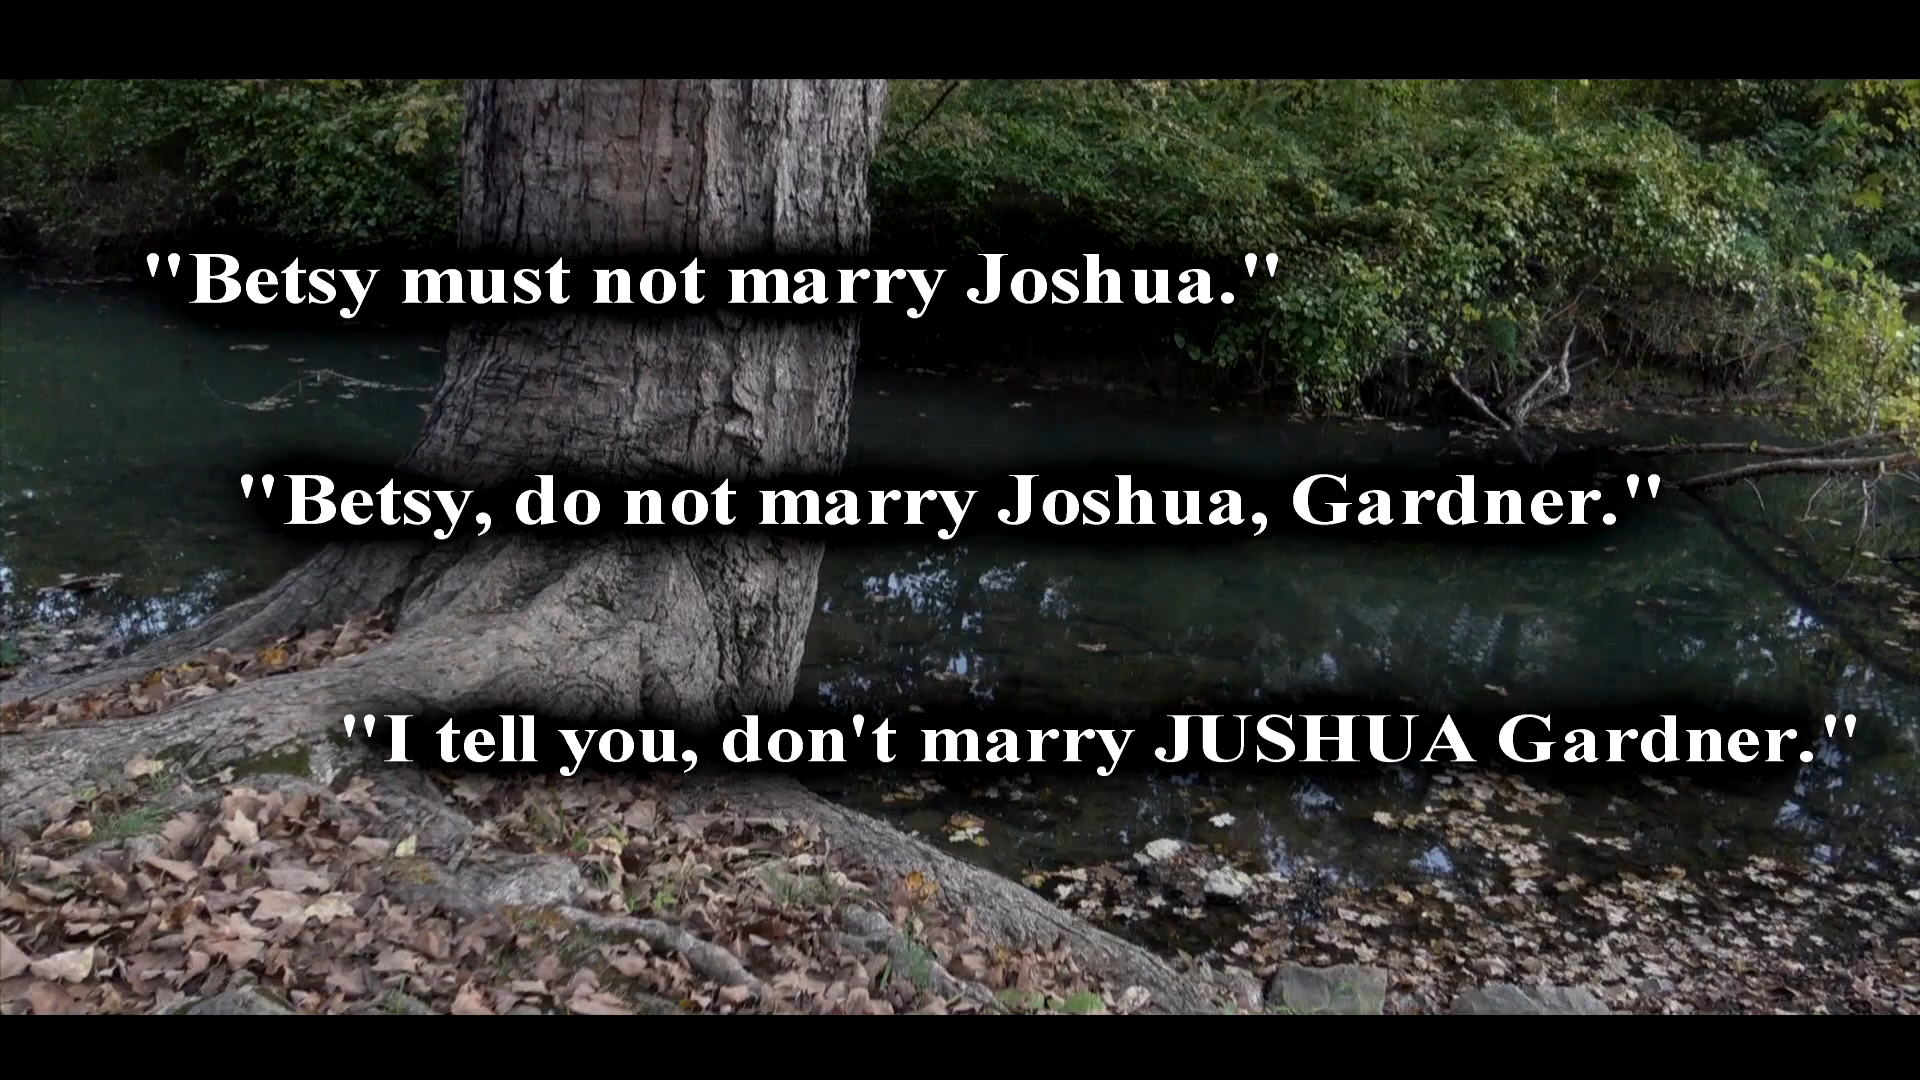 "Betsy must not marry Joshua."
"Betsy, do not marry Joshua, Gardner."
"I tell you, don't marry JUSHUA Gardner."